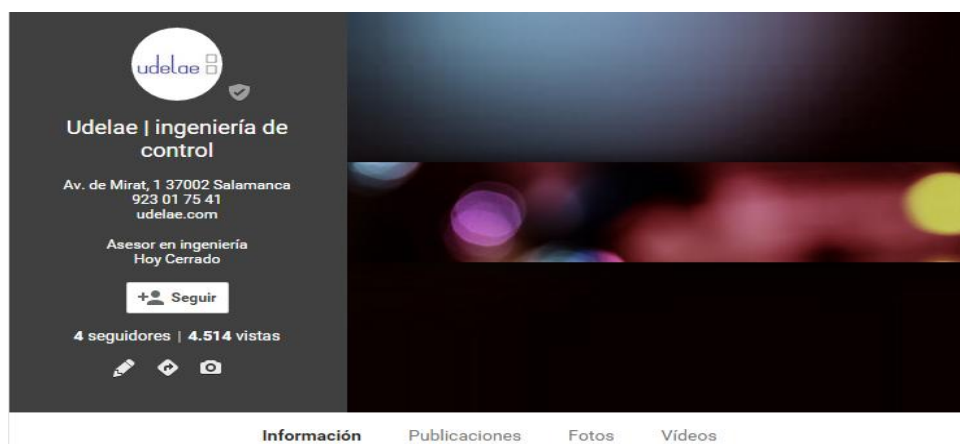 udelae
Udelae | ingeniería de
control
Av. de Mirat, 1 37002 Salamanca
923 01 75 41
udelae.com
Asesor en ingeniería
Hoy Cerrado
Seguir
4 seguidores | 4.514 vistas
Información Publicaciones Fotos Vídeos